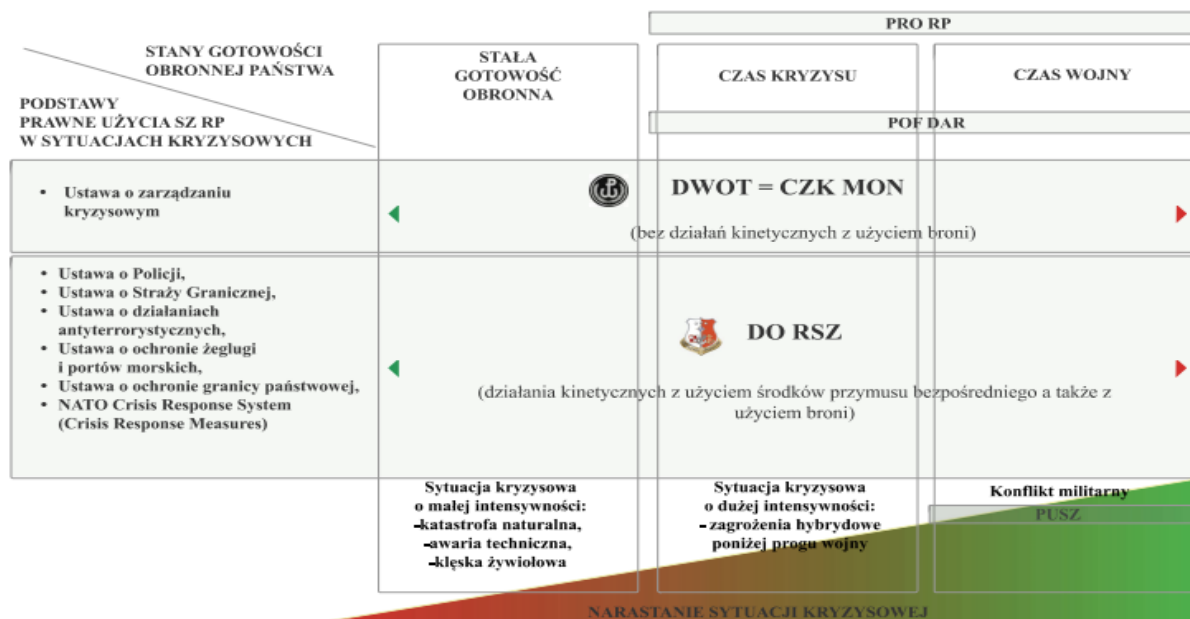 PRO RP
STANY GOTOWOŚCI
OBRONNEJ PAŃSTWA
STAŁA
GOTOWOŚĆ
OBRONNA
CZAS KRYZYSU
CZAS WOJNY
PODSTAWY
PRAWNE UŻYCIA SZ RP
W SYTUACJACH KRYZYSOWYCH
POF DAR
• Ustawa o zarządzaniu
kryzysowym
DWOT = CZK MON
(bez działań kinetycznych z użyciem broni)
• Ustawa o Policji,
• Ustawa o Straży Granicznej,
• Ustawa o działaniach
antyterrorystycznych,
• Ustawa o ochronie żeglugi
i portów morskich,
• Ustawa o ochronie granicy państwowej,
• NATO Crisis Response System
(Crisis Response Measures)
DO RSZ
(działania kinetycznych z użyciem środków przymusu bezpośredniego a także z
użyciem broni)
Sytuacja kryzysowa
o małej intensywności:
-katastrofa naturalna,
-awaria techniczna,
-klęska żywiołowa
Sytuacja kryzysowa
o dużej intensywności:
- zagrożenia hybrydowe
poniżej progu wojny
Konflikt militarny
PUSZ
NARASTANIE SYTUACJI KRYZYSOWEJ